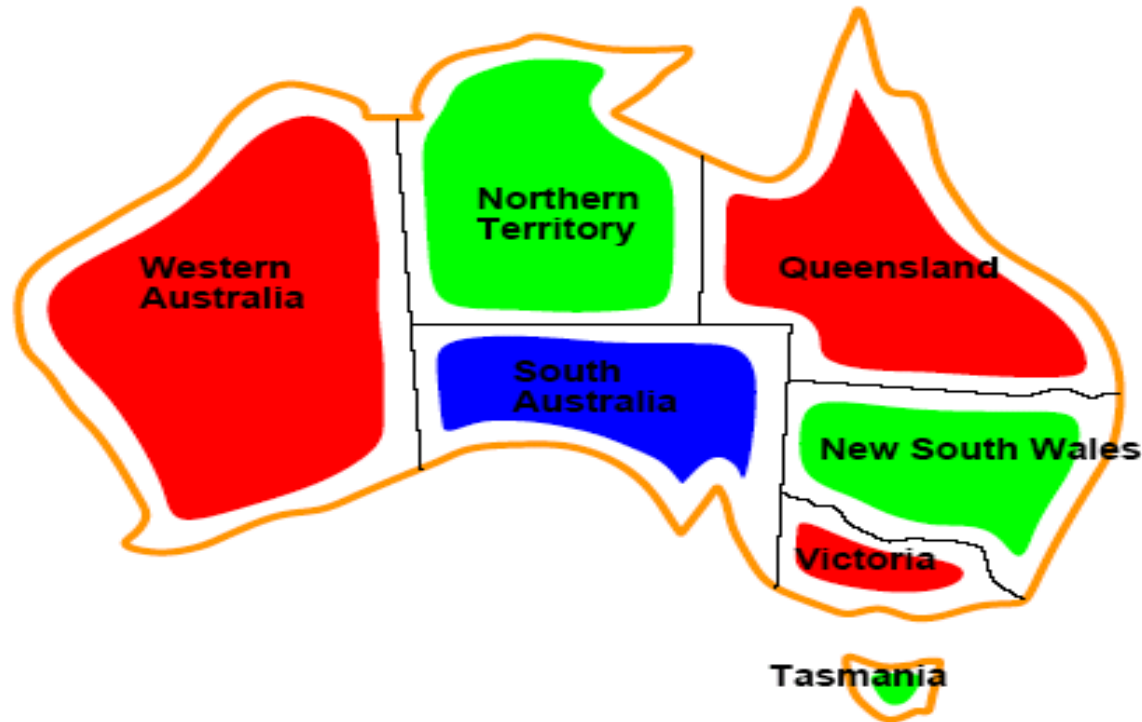 Northern
Territory
Western
Australia
Queensland
South
Australia
New South Wales
Victoria
Tasmania